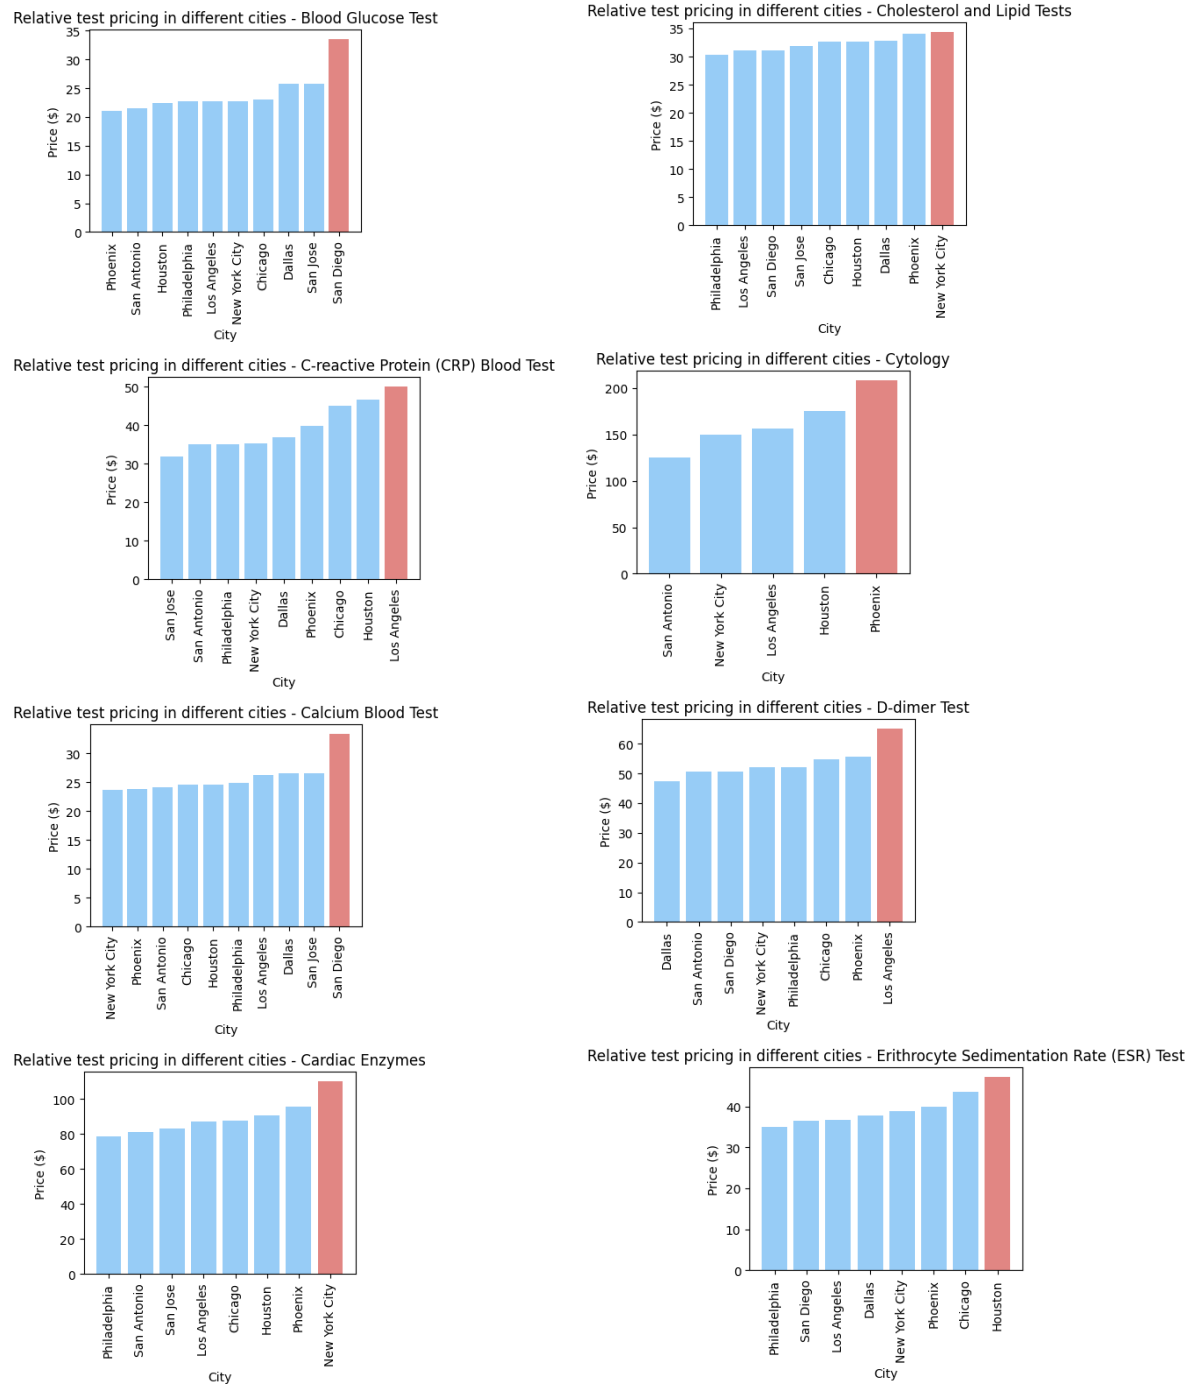 Relative test pricing in different cities - Blood Glucose Test
Price ($)
35
30
25
20
15
10
5
0
Phoenix
San Antonio
Houston
Philadelphia
Los Angeles
New York City
Chicago
Dallas
San Jose
San Diego
City
Relative test pricing in different cities - Cholesterol and Lipid Tests
Price ($)
35
30
25
20
15
10
5
0
Philadelphia
Los Angeles
San Diego
San Jose
Chicago
Houston
Dallas
Phoenix
New York City
City
Relative test pricing in different cities - C-reactive Protein (CRP) Blood Test
Price ($)
50
40
30
20
10
0
San Jose
San Antonio
Philadelphia
New York City
Dallas
Phoenix
Chicago
Houston
Los Angeles
City
Relative test pricing in different cities - Cytology
Price ($)
200
150
100
50
0
San Antonio
New York City
Los Angeles
Houston
Phoenix
City
Relative test pricing in different cities - Calcium Blood Test
Price ($)
30
25
20
15
10
5
0
New York City
Phoenix
San Antonio
Chicago
Houston
Philadelphia
Los Angeles
Dallas
San Jose
San Diego
City
Relative test pricing in different cities - D-dimer Test
Price ($)
60
50
40
30
20
10
0
Dallas
San Antonio
San Diego
New York City
Philadelphia
Chicago
Phoenix
Los Angeles
City
Relative test pricing in different cities - Cardiac Enzymes
Price ($)
100
80
60
40
20
0
Philadelphia
San Antonio
San Jose
Los Angeles
Chicago
Houston
Phoenix
New York City
City
Relative test pricing in different cities - Erithrocyte Sedimentation Rate (ESR) Test
Price ($)
40
30
20
10
0
Philadelphia
San Diego
Los Angeles
Dallas
New York City
Phoenix
Chicago
Houston
City